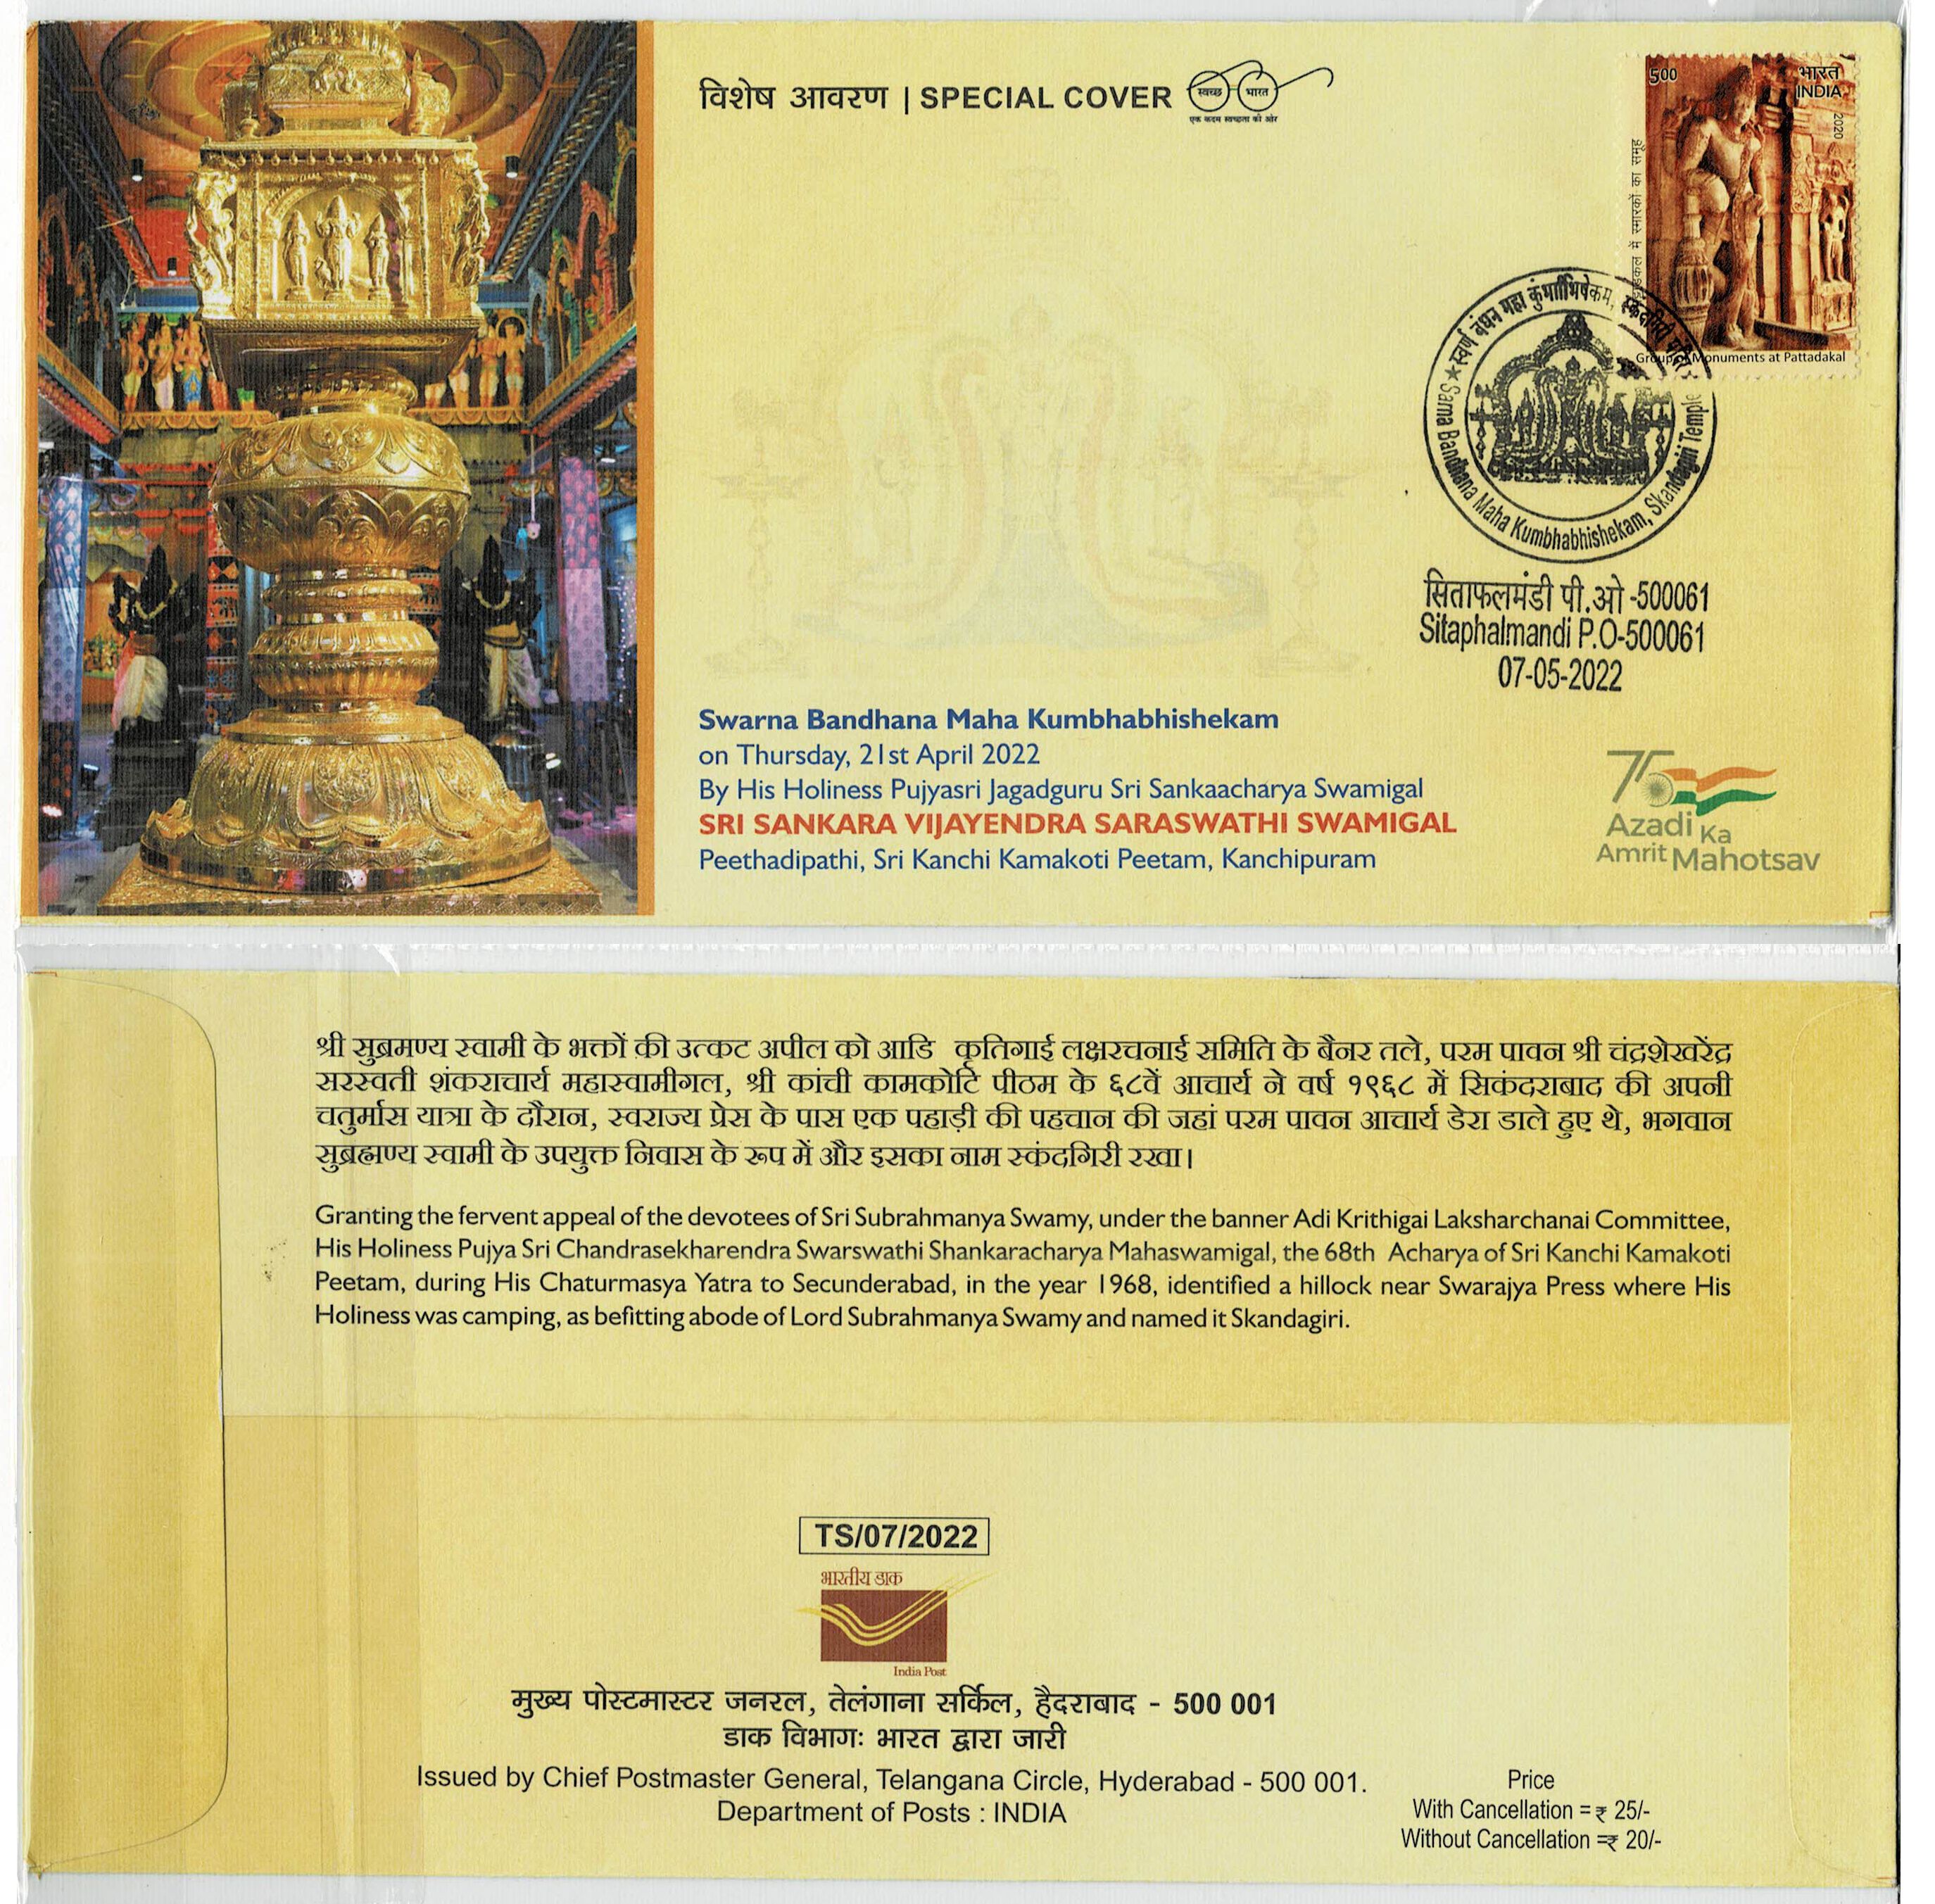 विशेष आवरण | SPECIAL COVER
स्वच्छ भारत
एक कदम स्वच्छता की ओर
500
भारत
INDIA
2020
में स्मारकों का समूह
Group of Monuments at Pattadakal
स्वर्ण बंधन महा कुंभाभिषेकम, स्कंदगिरी मंदिर
Sarna Bandhana Maha Kumbhabhishekam, Skandagiri Temple
सिताफलमंडी पी.ओ -500061
Sitaphalmandi P.O-500061
07-05-2022
Swarna Bandhana Maha Kumbhabhishekam
on Thursday, 21st April 2022
By His Holiness Pujyasri Jagadguru Sri Sankaacharya Swamigal
SRI SANKARA VIJAYENDRA SARASWATHI SWAMIGAL
Peethadipathi, Sri Kanchi Kamakoti Peetam, Kanchipuram
75
Azadi Ka
Amrit Mahotsav
श्री सुब्रमण्य स्वामी के भक्तों की उत्कट अपील को आडि कृतिगाई लक्षरचनाई समिति के बैनर तले, परम पावन श्री चंद्रशेखरेंद्र
सरस्वती शंकराचार्य महास्वामीगल, श्री कांची कामकोटि पीठम के ६८वें आचार्य ने वर्ष १९६८ में सिकंदराबाद की अपनी
चतुर्मास यात्रा के दौरान, स्वराज्य प्रेस के पास एक पहाड़ी की पहचान की जहां परम पावन आचार्य डेरा डाले हुए थे, भगवान
सुब्रह्मण्य स्वामी के उपयुक्त निवास के रूप में और इसका नाम स्कंदगिरी रखा।
Granting the fervent appeal of the devotees of Sri Subrahmanya Swamy, under the banner Adi Krithigai Laksharchanai Committee,
His Holiness Pujya Sri Chandrasekharendra Swarswathi Shankaracharya Mahaswamigal, the 68th Acharya of Sri Kanchi Kamakoti
Peetam, during His Chaturmasya Yatra to Secunderabad, in the year 1968, identified a hillock near Swarajya Press where His
Holiness was camping, as befitting abode of Lord Subrahmanya Swamy and named it Skandagiri.
TS/07/2022
भारतीय डाक
India Post
मुख्य पोस्टमास्टर जनरल, तेलंगाना सर्किल, हैदराबाद - 500 001
डाक विभागः भारत द्वारा जारी
Issued by Chief Postmaster General, Telangana Circle, Hyderabad - 500 001.
Department of Posts : INDIA
Price
With Cancellation = ₹ 25/-
Without Cancellation =₹ 20/-